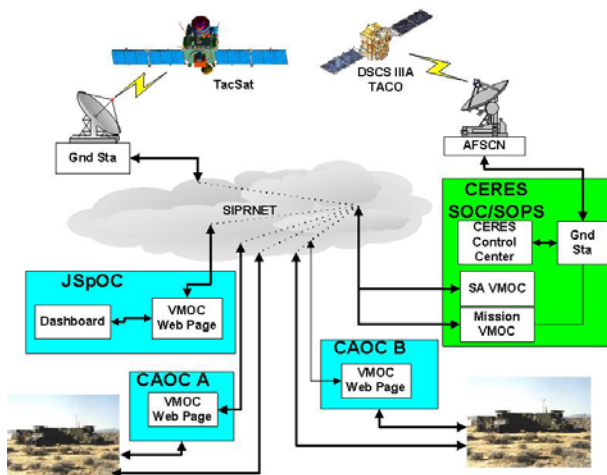 TacSat
DSCS IIIA
TACO
Gnd Sta
AFSCN
SIPRNET
CERES
SOC/SOPS
CERES
Control
Center
Gnd
Sta
SA VMOC
Mission
VMOC
JSpOC
Dashboard
VMOC
Web Page
CAOC A
VMOC
Web Page
CAOC B
VMOC
Web Page